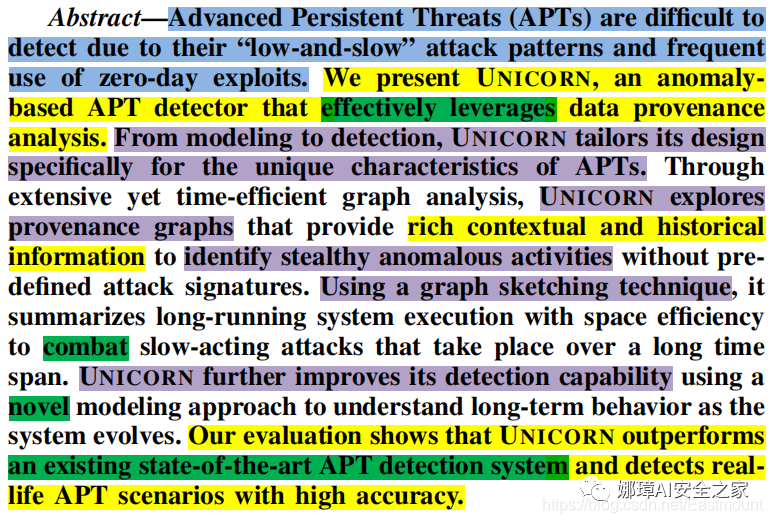 Abstract—Advanced Persistent Threats (APTs) are difficult to
detect due to their “low-and-slow” attack patterns and frequent
use of zero-day exploits. We present UNICORN, an anomaly-
based APT detector that effectively leverages data provenance
analysis. From modeling to detection, UNICORN tailors its design
specifically for the unique characteristics of APTs. Through
extensive yet time-efficient graph analysis, UNICORN explores
provenance graphs that provide rich contextual and historical
information to identify stealthy anomalous activities without pre-
defined attack signatures. Using a graph sketching technique, it
summarizes long-running system execution with space efficiency
to combat slow-acting attacks that take place over a long time
span. UNICORN further improves its detection capability using a
novel modeling approach to understand long-term behavior as the
system evolves. Our evaluation shows that UNICORN outperforms
an existing state-of-the-art APT detection system and detects real-
life APT scenarios with high accuracy.
娜璋AI安全之家
https://blog.csdn.net/Eastmount